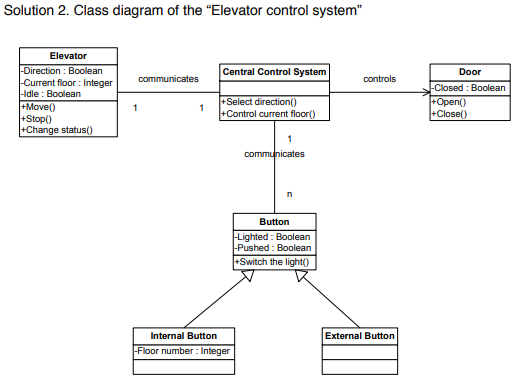 Solution 2. Class diagram of the “Elevator control system”
Elevator
-Direction : Boolean
-Current floor : Integer
-Idle : Boolean
+Move()
+Stop()
+Change status()
communicates
1
1
Central Control System
+Select direction()
+Control current floor()
controls
Door
-Closed : Boolean
+Open()
+Close()
1
communicates
n
Button
-Lighted : Boolean
-Pushed : Boolean
+Switch the light()
Internal Button
-Floor number : Integer
External Button